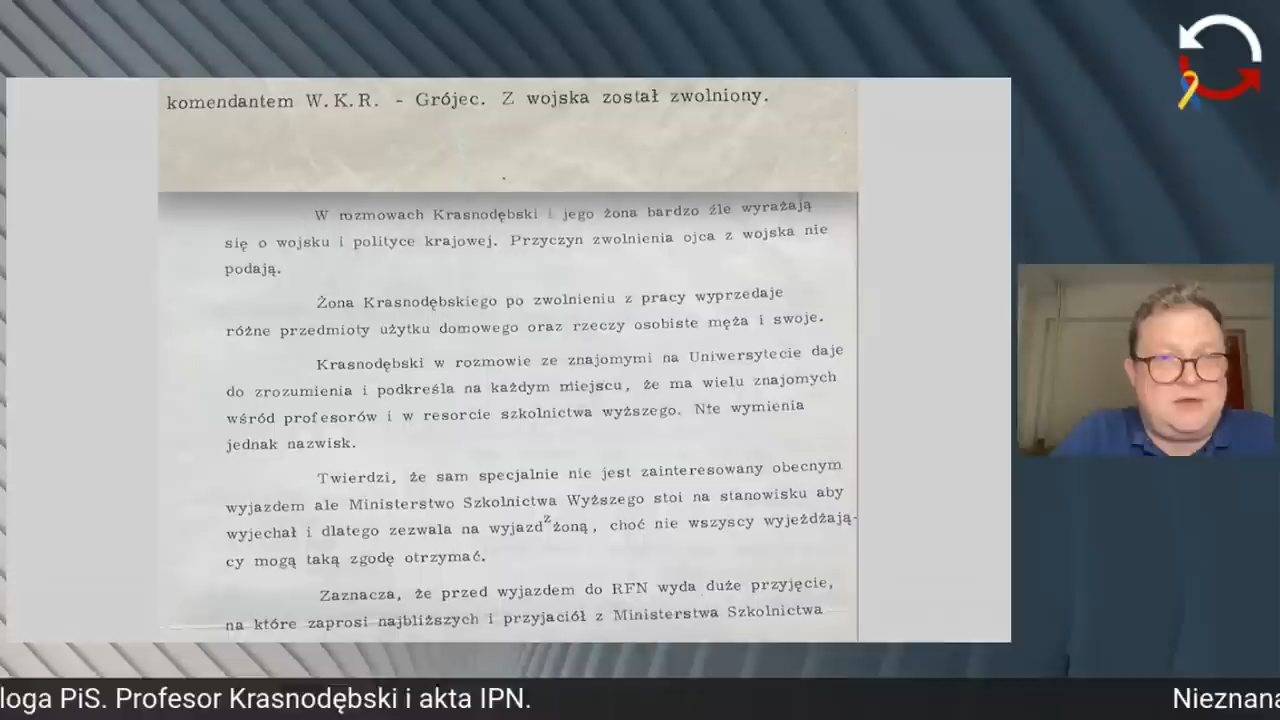 komendantem W.K.R. - Grójec. Z wojska został zwolniony.
W rozmowach Krasnodębski i jego żona bardzo źle wyrażają
się o wojsku i polityce krajowej. Przyczyn zwolnienia ojca z wojska nie
podają.
Żona Krasnodębskiego po zwolnieniu z pracy wyprzedaje
różne przedmioty użytku domowego oraz rzeczy osobiste męża i swoje.
Krasnodębski w rozmowie ze znajomymi na Uniwersytecie daje
do zrozumienia i podkreśla na każdym miejscu, że ma wielu znajomych
wśród profesorów i w resorcie szkolnictwa wyższego. Nie wymienia
jednak nazwisk.
Twierdzi, że sam specjalnie nie jest zainteresowany obecnym
wyjazdem ale Ministerstwo Szkolnictwa Wyższego stoi na stanowisku aby
wyjechał i dlatego zezwala na wyjazd z żoną, choć nie wszyscy wyjeżdżają-
cy mogą taką zgodę otrzymać.
Zaznacza, że przed wyjazdem do RFN wyda duże przyjęcie,
na które zaprosi najbliższych i przyjaciół z Ministerstwa Szkolnictwa
loga PiS. Profesor Krasnodębski i akta IPN. Nieznana